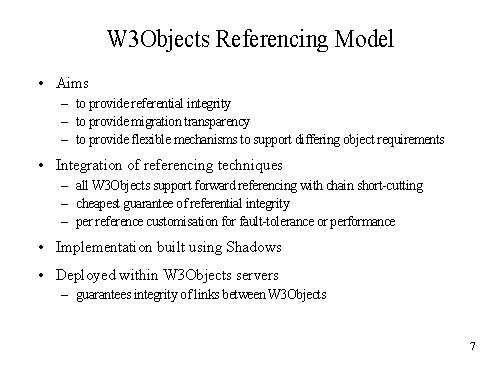 W3Objects Referencing Model
• Aims
– to provide referential integrity
– to provide migration transparency
– to provide flexible mechanisms to support differing object requirements
• Integration of referencing techniques
– all W3Objects support forward referencing with chain short-cutting
– cheapest guarantee of referential integrity
– per reference customisation for fault-tolerance or performance
• Implementation built using Shadows
• Deployed within W3Objects servers
– guarantees integrity of links between W3Objects
7